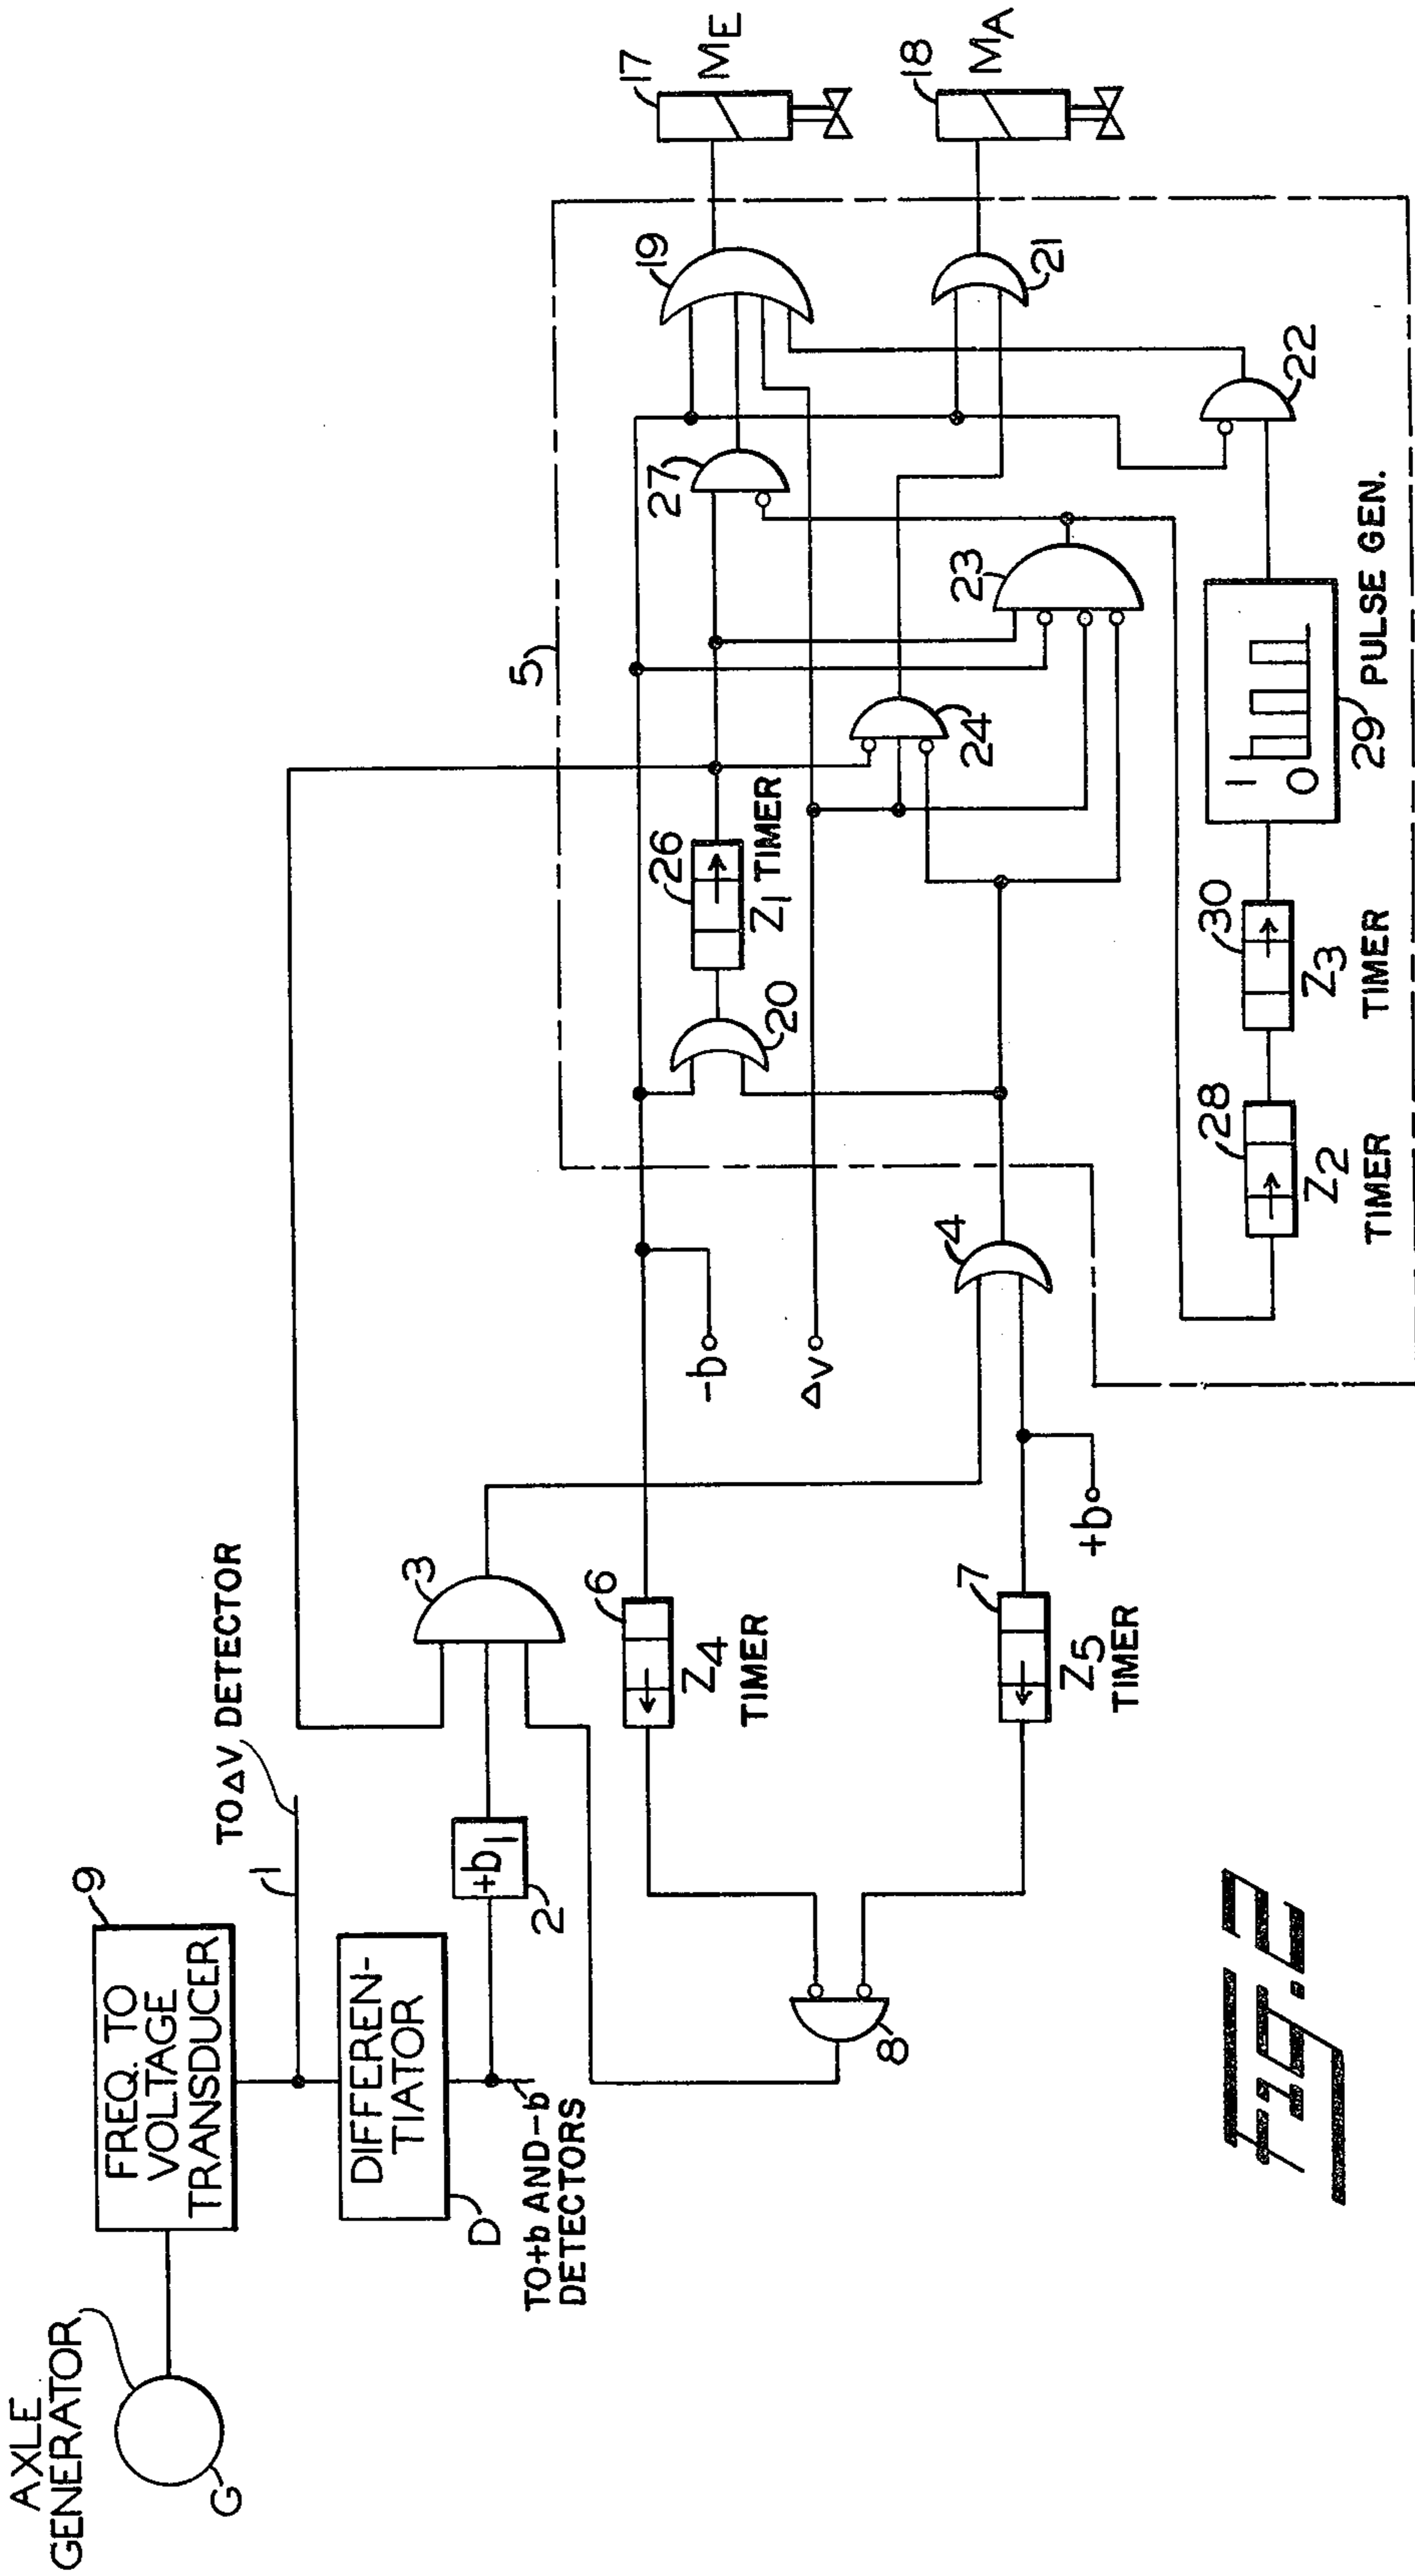 AXLE
GENERATOR
G
9
FREQ. TO
VOLTAGE
TRANSDUCER
1
TO ΔV DETECTOR
DIFFEREN-
TIATOR
D
TO+b AND-b
DETECTORS
+b1
2
3
8
6
Z4
TIMER
7
Z5
TIMER
-b
ΔV
+b
4
5
20
26
Z1 TIMER
24
23
27
19
21
22
17
ME
18
MA
28
Z2
TIMER
30
Z3
TIMER
1
0
29 PULSE GEN.